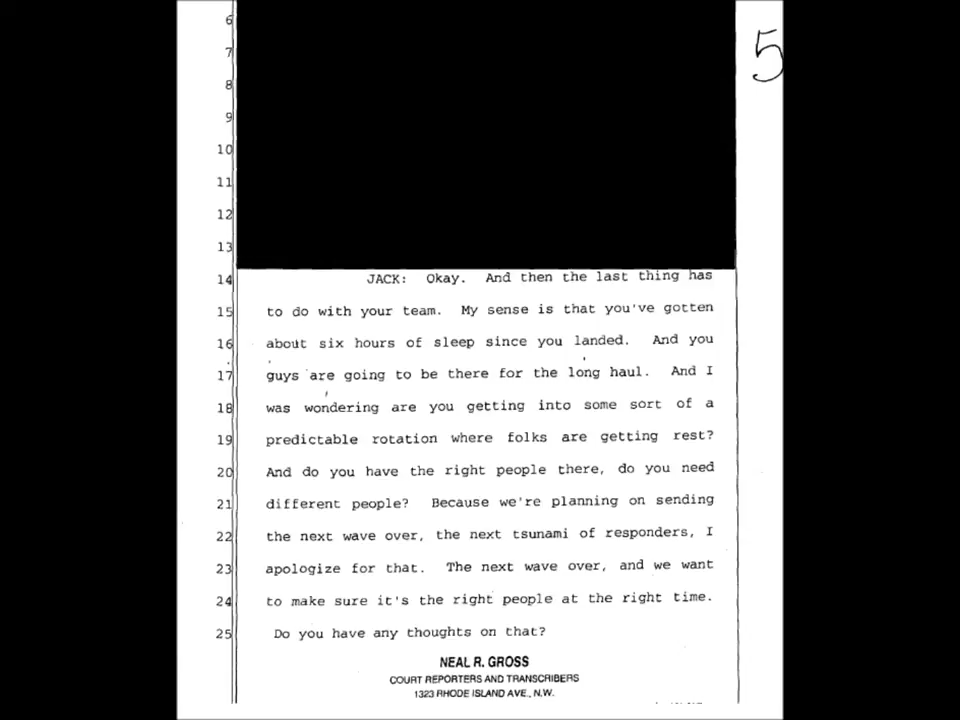 5
6
7
8
9
10
11
12
13
14 JACK: Okay. And then the last thing has
15 to do with your team. My sense is that you've gotten
16 about six hours of sleep since you landed. And you
17 guys are going to be there for the long haul. And I
18 was wondering are you getting into some sort of a
19 predictable rotation where folks are getting rest?
20 And do you have the right people there, do you need
21 different people? Because we're planning on sending
22 the next wave over, the next tsunami of responders, I
23 apologize for that. The next wave over, and we want
24 to make sure it's the right people at the right time.
25 Do you have any thoughts on that?
NEAL R. GROSS
COURT REPORTERS AND TRANSCRIBERS
1323 RHODE ISLAND AVE., N.W.